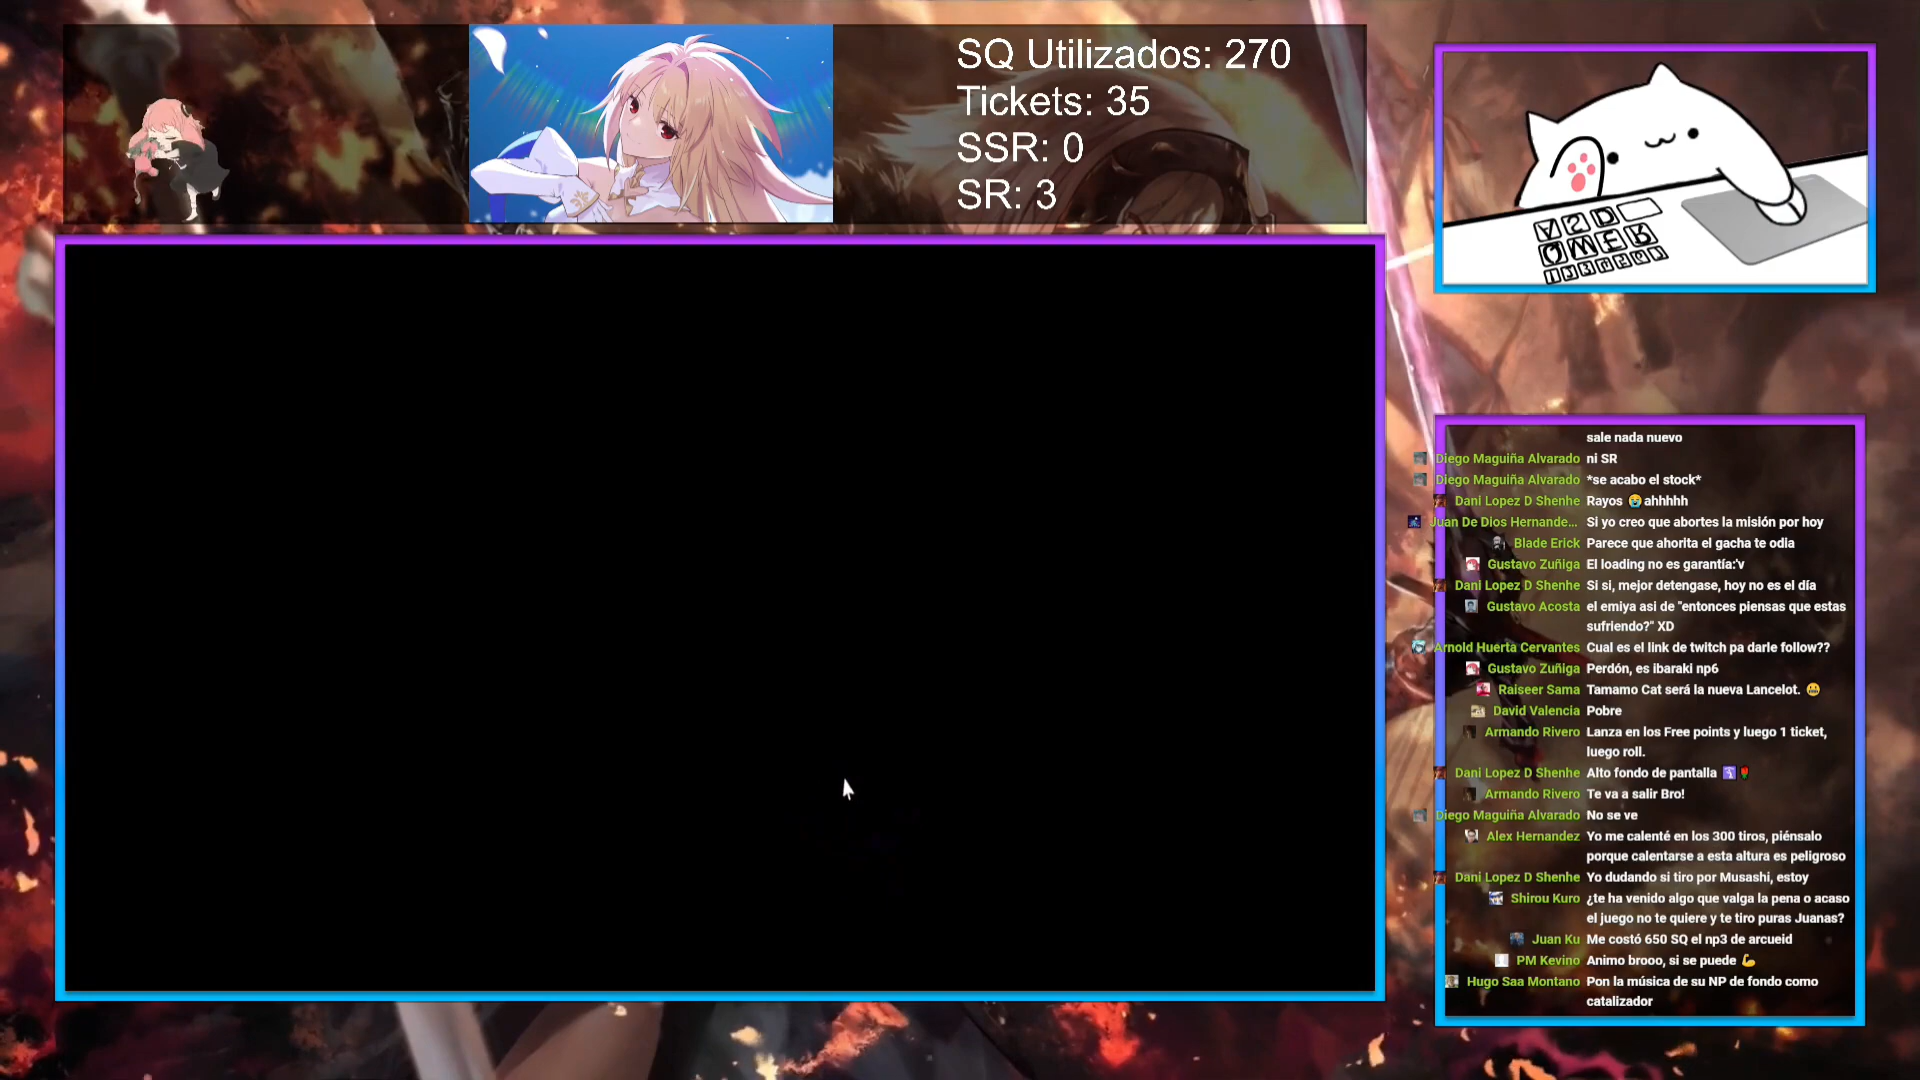 SQ Utilizados: 270
Tickets: 35
SSR: 0
SR: 3
sale nada nuevo
Diego Maguiña Alvarado ni SR
Diego Maguiña Alvarado *se acabo el stock*
Dani Lopez D Shenhe Rayos 😭 ahhhhh
Juan De Dios Hernande... Si yo creo que abortes la misión por hoy
Blade Erick Parece que ahorita el gacha te odia
Gustavo Zuñiga El loading no es garantía:'v
Dani Lopez D Shenhe Si si, mejor detengase, hoy no es el día
Gustavo Acosta el emiya asi de "entonces piensas que estas
sufriendo?" XD
Arnold Huerta Cervantes Cual es el link de twitch pa darle follow??
Gustavo Zuñiga Perdón, es ibaraki np6
Raiseer Sama Tamamo Cat será la nueva Lancelot. 🤐
David Valencia Pobre
Armando Rivero Lanza en los Free points y luego 1 ticket,
luego roll.
Dani Lopez D Shenhe Alto fondo de pantalla 🛐🌹
Armando Rivero Te va a salir Bro!
Diego Maguiña Alvarado No se ve
Alex Hernandez Yo me calenté en los 300 tiros, piénsalo
porque calentarse a esta altura es peligroso
Dani Lopez D Shenhe Yo dudando si tiro por Musashi, estoy
Shirou Kuro ¿te ha venido algo que valga la pena o acaso
el juego no te quiere y te tiro puras Juanas?
Juan Ku Me costó 650 SQ el np3 de arcueid
PM Kevino Animo brooo, si se puede 💪
Hugo Saa Montano Pon la música de su NP de fondo como
catalizador